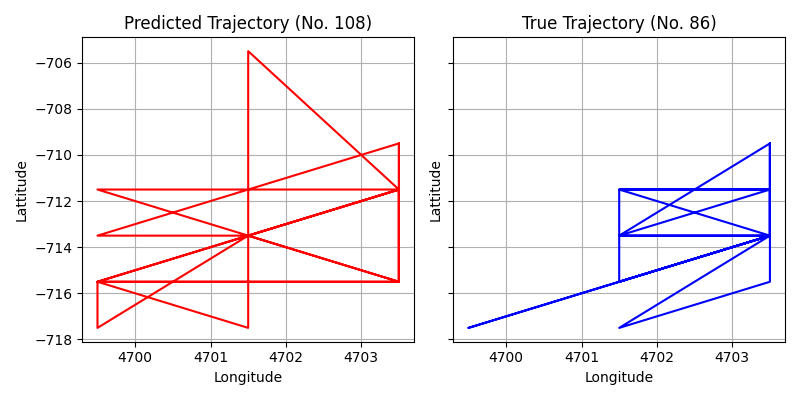 Predicted Trajectory (No. 108)
True Trajectory (No. 86)
Lattitude
−706
−708
−710
−712
−714
−716
−718
4700
4701
4702
4703
Longitude
Lattitude
4700
4701
4702
4703
Longitude